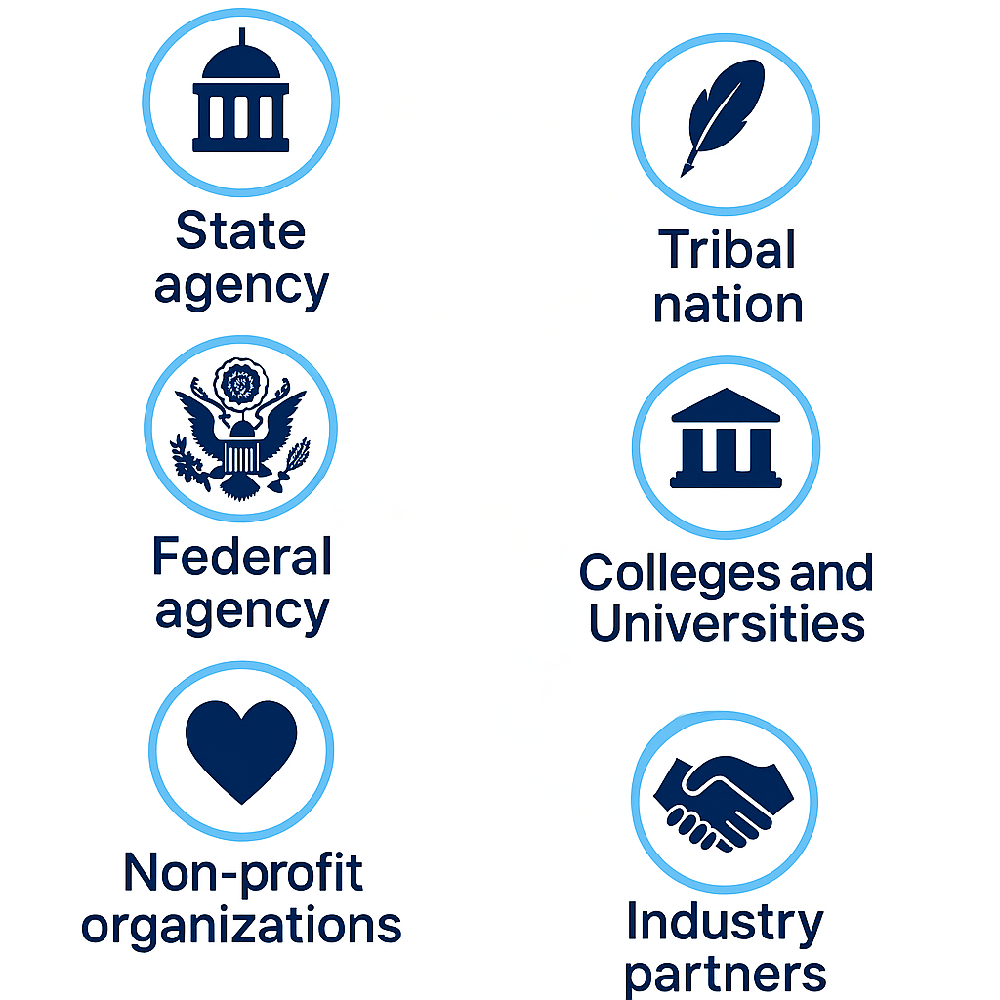 State
agency
Tribal
nation
Federal
agency
Colleges and
Universities
Non-profit
organizations
Industry
partners